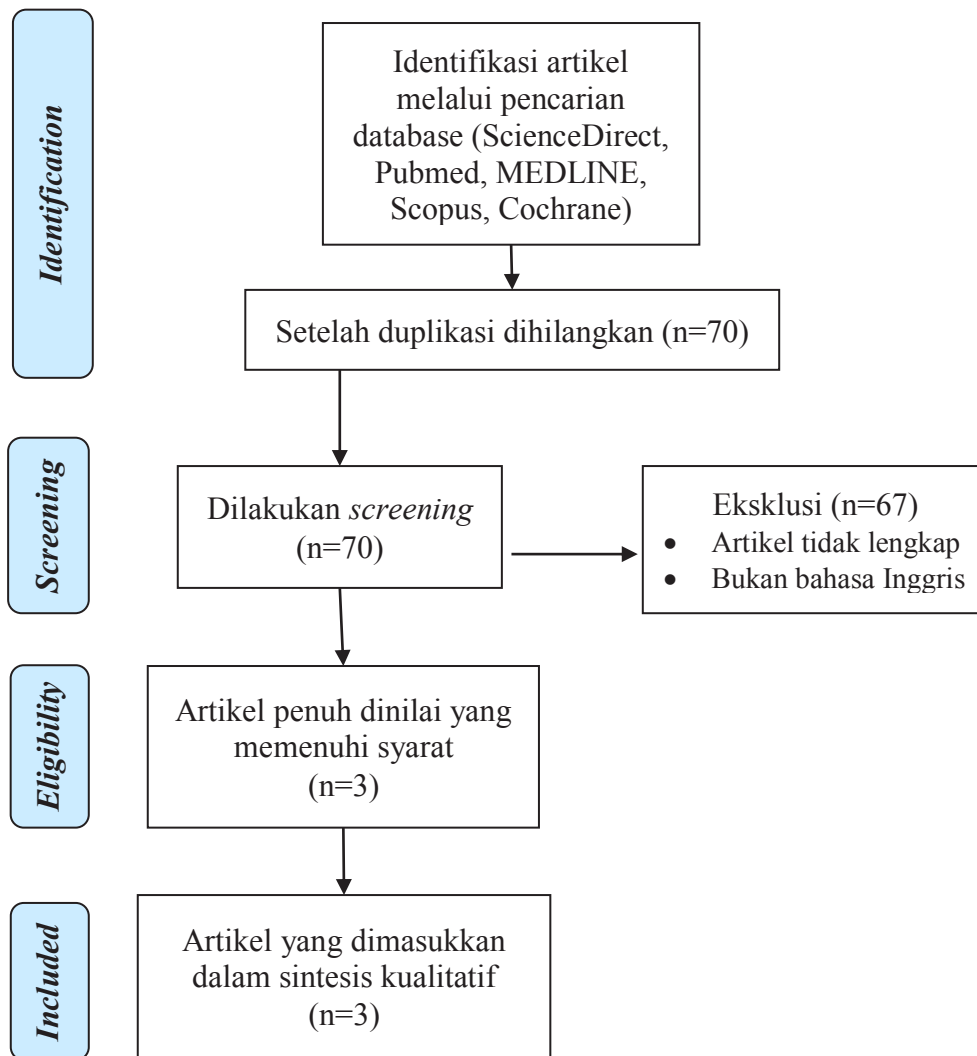 Identification
Identifikasi artikel
melalui pencarian
database (ScienceDirect,
Pubmed, MEDLINE,
Scopus, Cochrane)
Setelah duplikasi dihilangkan (n=70)
Screening
Dilakukan screening
(n=70)
Eksklusi (n=67)
• Artikel tidak lengkap
• Bukan bahasa Inggris
Eligibility
Artikel penuh dinilai yang
memenuhi syarat
(n=3)
Included
Artikel yang dimasukkan
dalam sintesis kualitatif
(n=3)